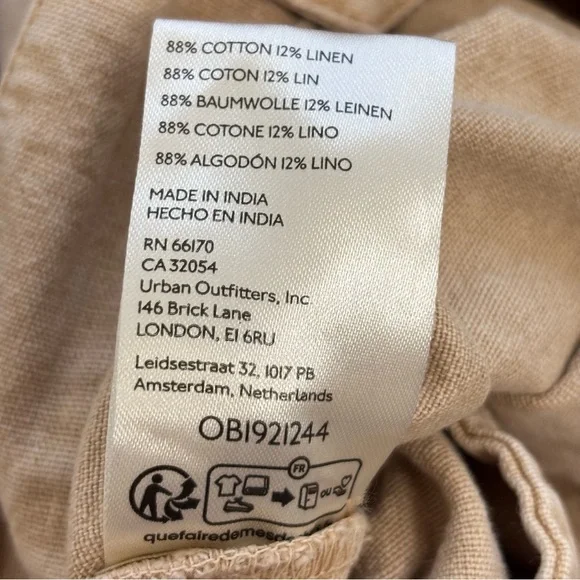 88% COTTON 12% LINEN
88% COTON 12% LIN
88% BAUMWOLLE 12% LEINEN
88% COTONE 12% LINO
88% ALGODÓN 12% LINO
MADE IN INDIA
HECHO EN INDIA
RN 66170
CA 32054
Urban Outfitters, Inc
146 Brick Lane
LONDON, E1 6RU
Leidsestraat 32, 1017 PB
Amsterdam, Netherlands
OB1921244
FR
OU